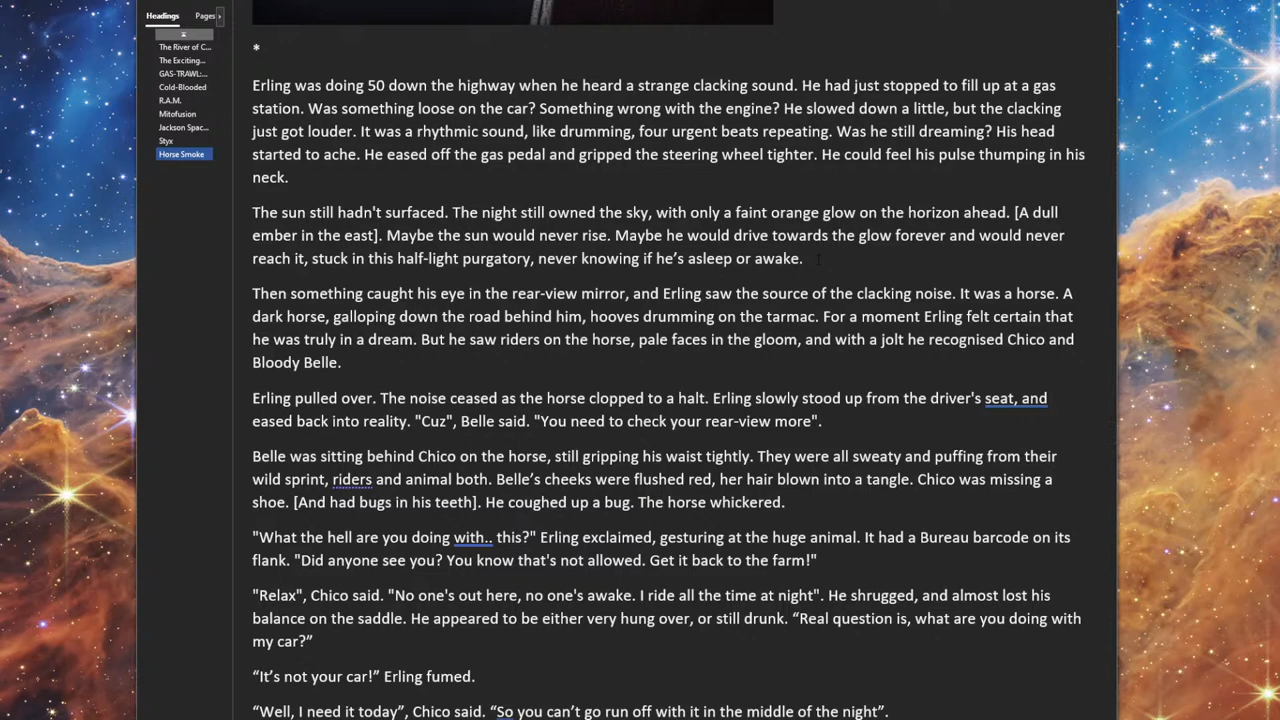 Headings
Pages
The River of C...
The Exciting...
GAS-TRAWL:...
Cold-Blooded
R.A.M.
Mitofusion
Jackson Spac...
Styx
Horse Smoke
*
Erling was doing 50 down the highway when he heard a strange clacking sound. He had just stopped to fill up at a gas
station. Was something loose on the car? Something wrong with the engine? He slowed down a little, but the clacking
just got louder. It was a rhythmic sound, like drumming, four urgent beats repeating. Was he still dreaming? His head
started to ache. He eased off the gas pedal and gripped the steering wheel tighter. He could feel his pulse thumping in his
neck.
The sun still hadn't surfaced. The night still owned the sky, with only a faint orange glow on the horizon ahead. [A dull
ember in the east]. Maybe the sun would never rise. Maybe he would drive towards the glow forever and would never
reach it, stuck in this half-light purgatory, never knowing if he’s asleep or awake.
Then something caught his eye in the rear-view mirror, and Erling saw the source of the clacking noise. It was a horse. A
dark horse, galloping down the road behind him, hooves drumming on the tarmac. For a moment Erling felt certain that
he was truly in a dream. But he saw riders on the horse, pale faces in the gloom, and with a jolt he recognised Chico and
Bloody Belle.
Erling pulled over. The noise ceased as the horse clopped to a halt. Erling slowly stood up from the driver's seat, and
eased back into reality. "Cuz", Belle said. "You need to check your rear-view more".
Belle was sitting behind Chico on the horse, still gripping his waist tightly. They were all sweaty and puffing from their
wild sprint, riders and animal both. Belle’s cheeks were flushed red, her hair blown into a tangle. Chico was missing a
shoe. [And had bugs in his teeth]. He coughed up a bug. The horse whickered.
"What the hell are you doing with.. this?" Erling exclaimed, gesturing at the huge animal. It had a Bureau barcode on its
flank. "Did anyone see you? You know that's not allowed. Get it back to the farm!"
"Relax", Chico said. "No one's out here, no one's awake. I ride all the time at night". He shrugged, and almost lost his
balance on the saddle. He appeared to be either very hung over, or still drunk. “Real question is, what are you doing with
my car?”
“It’s not your car!” Erling fumed.
“Well, I need it today”, Chico said. “So you can’t go run off with it in the middle of the night”.